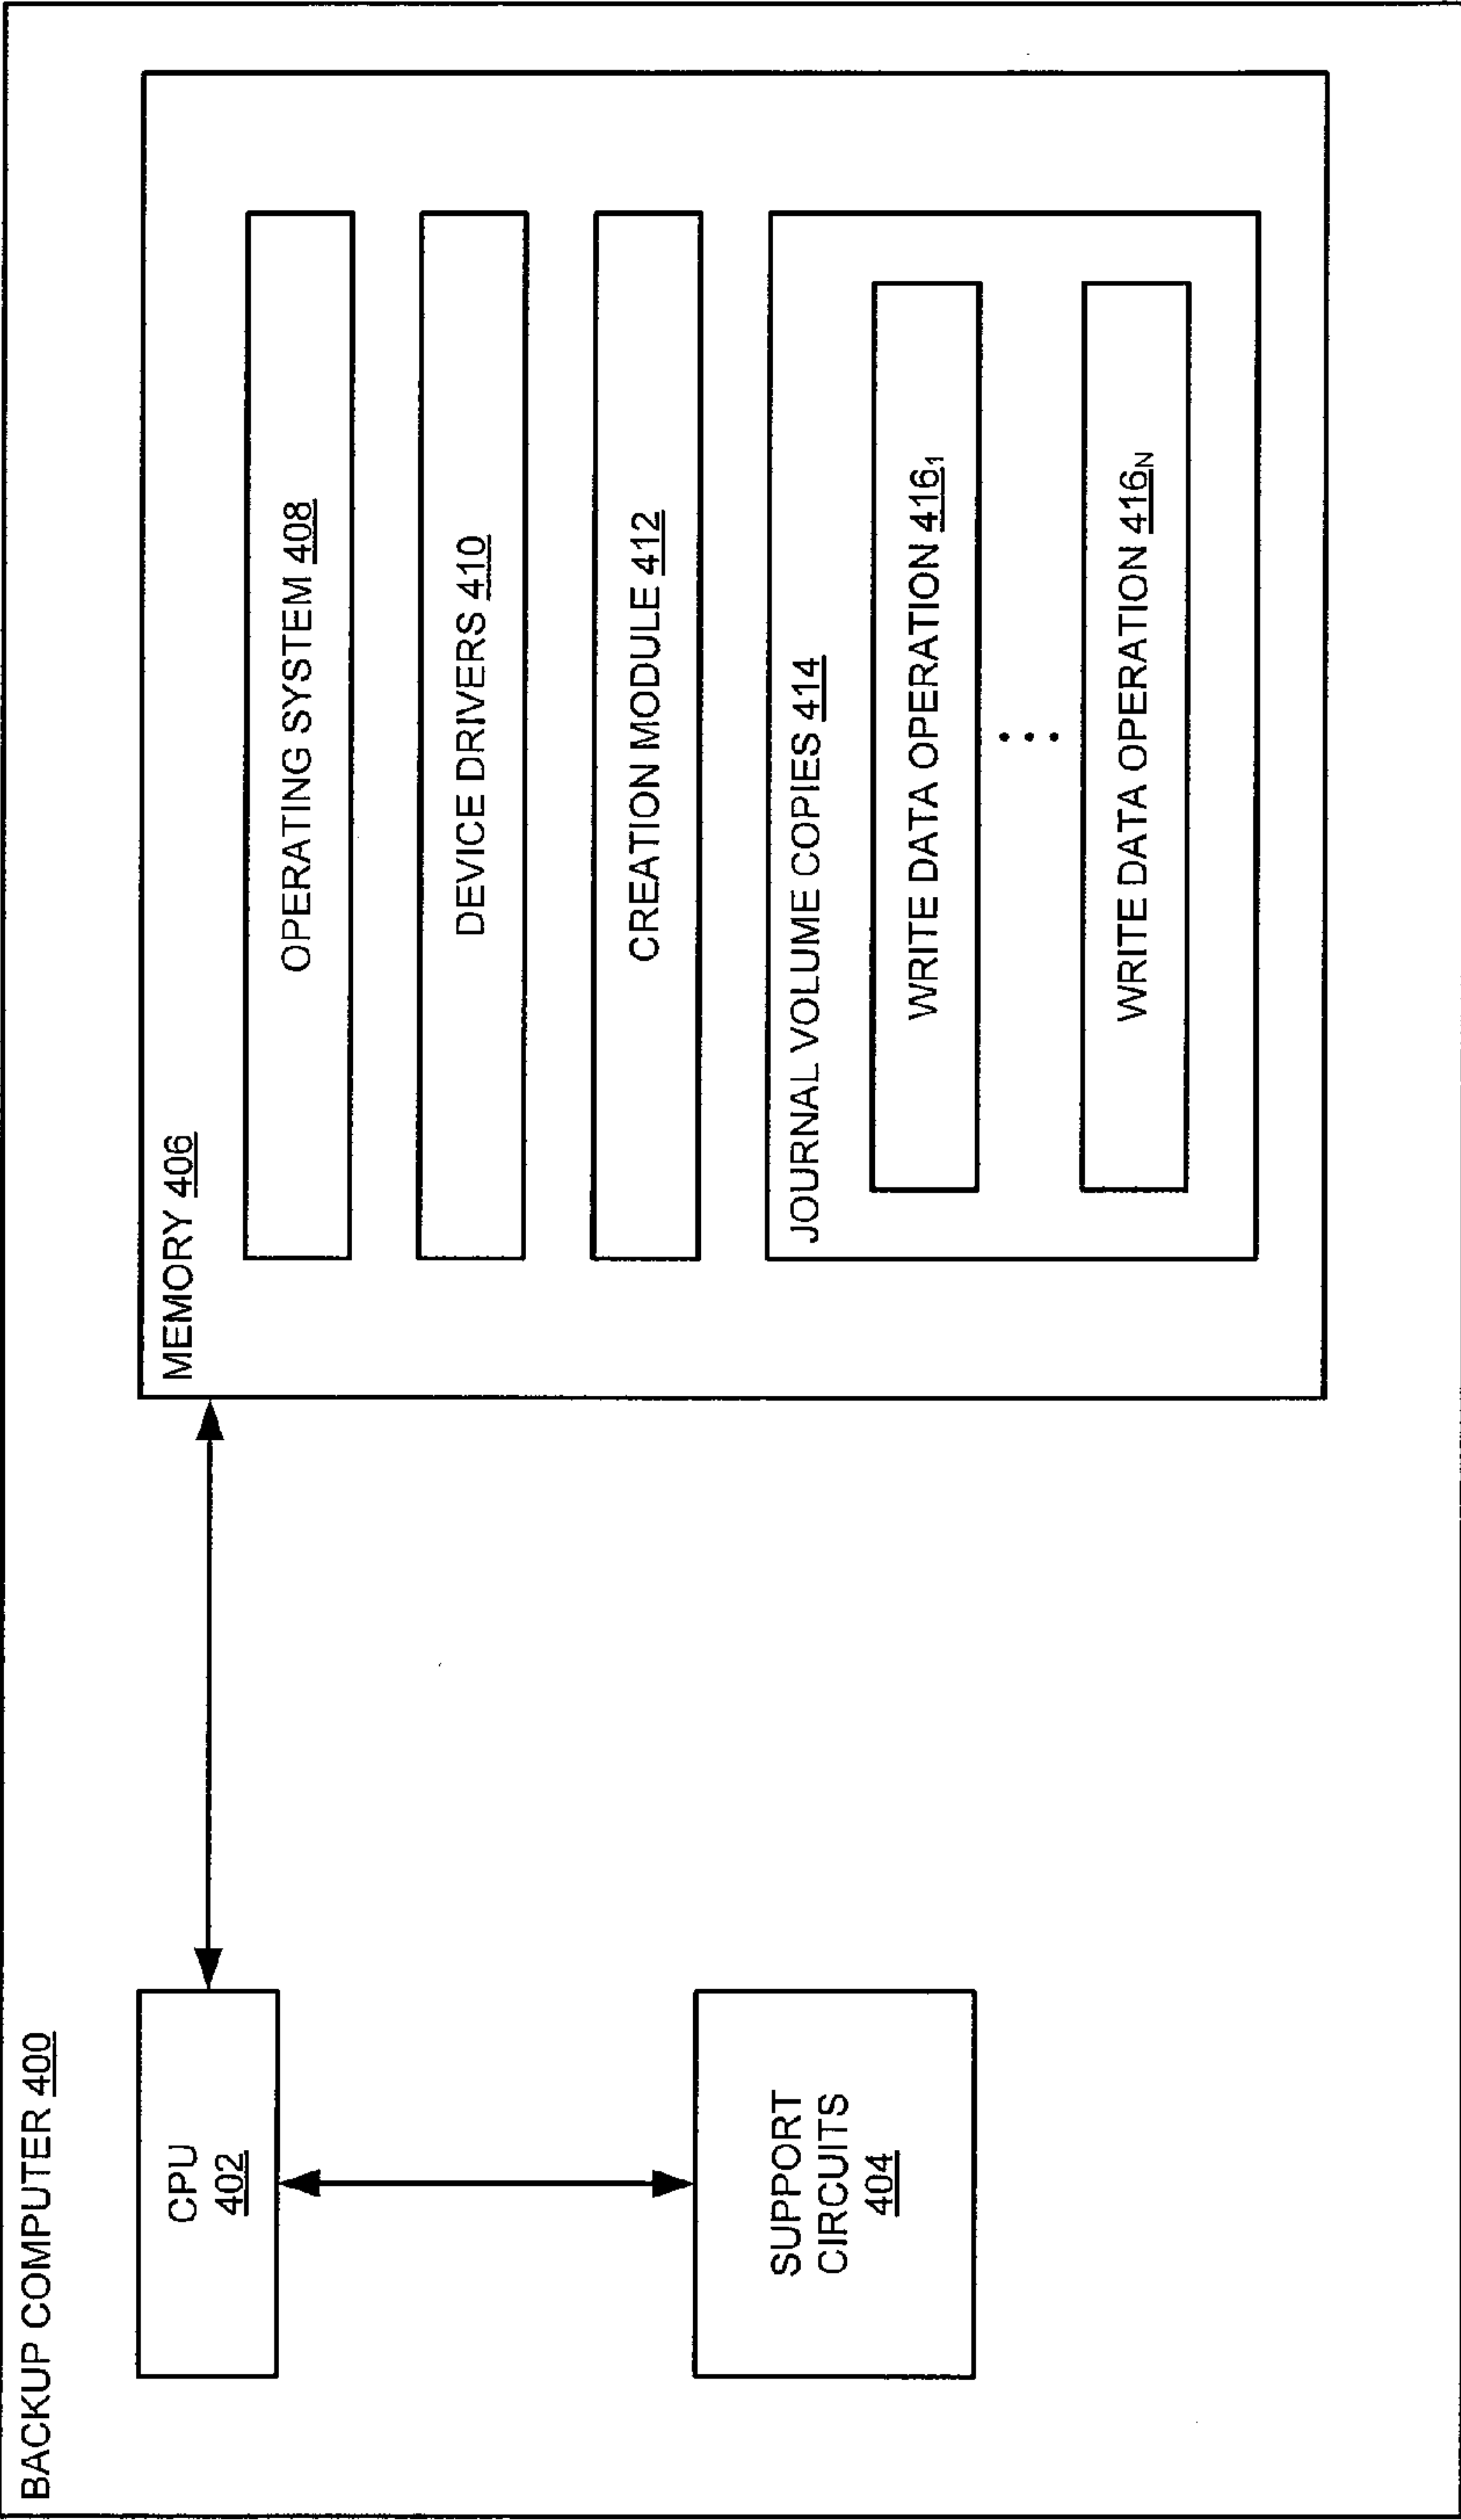 BACKUP COMPUTER 400
CPU
402
SUPPORT
CIRCUITS
404
MEMORY 406
OPERATING SYSTEM 408
DEVICE DRIVERS 410
CREATION MODULE 412
JOURNAL VOLUME COPIES 414
WRITE DATA OPERATION 416₁
WRITE DATA OPERATION 416N